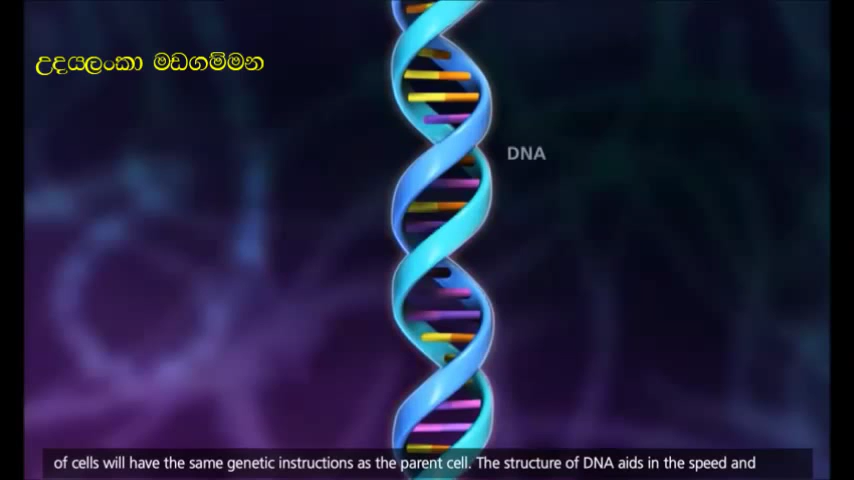 උදයලංකා මඩගම්මන
DNA
of cells will have the same genetic instructions as the parent cell. The structure of DNA aids in the speed and